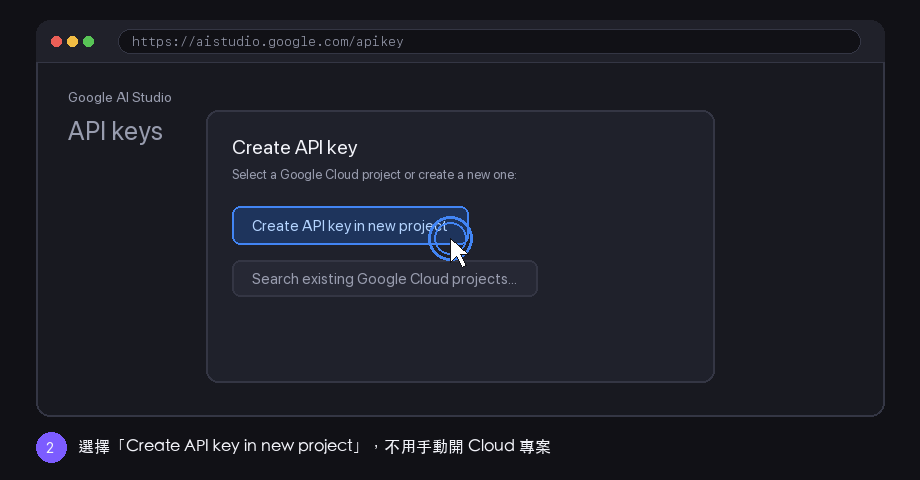 https://aistudio.google.com/apikey
Google AI Studio
API keys
Create API key
Select a Google Cloud project or create a new one:
Create API key in new project
Search existing Google Cloud projects...
2 選擇「Create API key in new project」，不用手動開 Cloud 專案